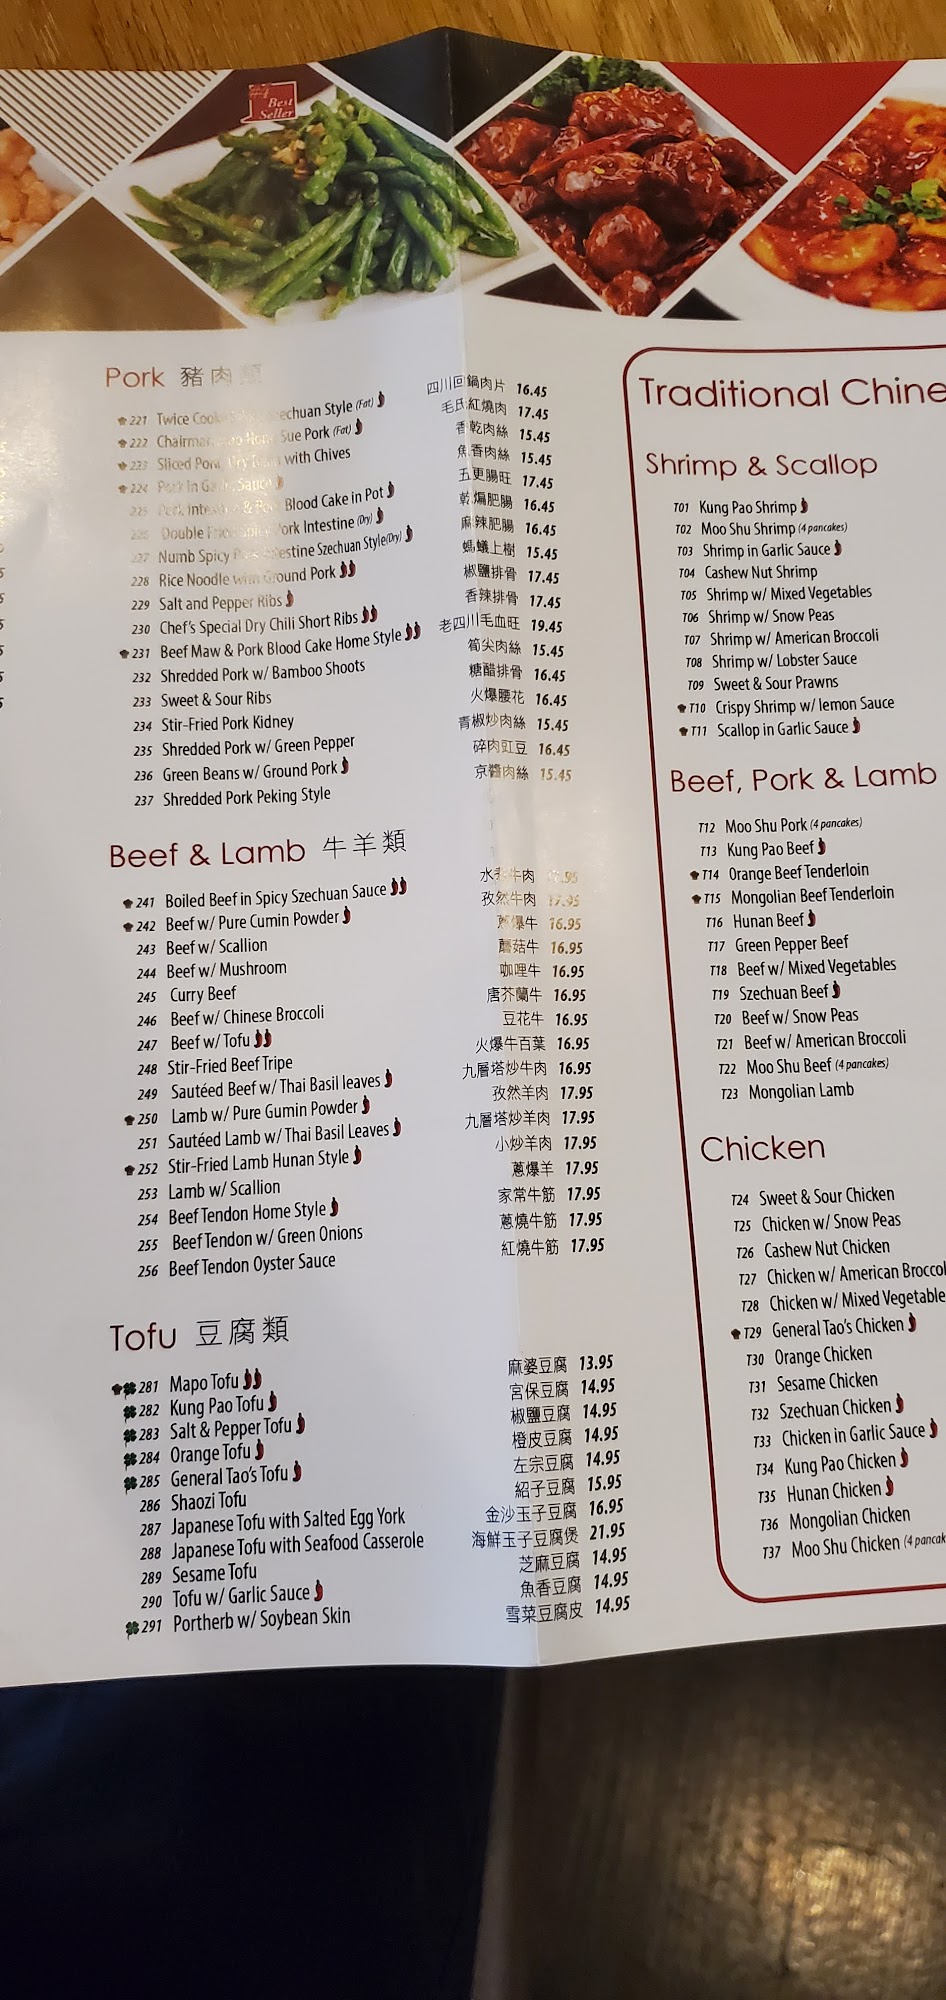 Best
Seller
Pork 豬肉類
221 Twice Cooked Szechuan Style (Fat) 四川回鍋肉片 16.45
222 Chairman Mao Hong Sue Pork (Fat) 毛氏紅燒肉 17.45
223 Sliced Pork Dry Tofu with Chives 香乾肉絲 15.45
224 Pork in Garlic Sauce 魚香肉絲 15.45
225 Pork Intestine & Pork Blood Cake in Pot 五更腸旺 17.45
226 Double Fried Spicy Pork Intestine (Dry) 乾煸肥腸 16.45
227 Numb Spicy Pork Intestine Szechuan Style(Dry) 麻辣肥腸 16.45
228 Rice Noodle with Ground Pork 螞蟻上樹 15.45
229 Salt and Pepper Ribs 椒鹽排骨 17.45
230 Chef's Special Dry Chili Short Ribs 香辣排骨 17.45
231 Beef Maw & Pork Blood Cake Home Style 老四川毛血旺 19.45
232 Shredded Pork w/ Bamboo Shoots 筍尖肉絲 15.45
233 Sweet & Sour Ribs 糖醋排骨 16.45
234 Stir-Fried Pork Kidney 火爆腰花 16.45
235 Shredded Pork w/ Green Pepper 青椒炒肉絲 15.45
236 Green Beans w/ Ground Pork 碎肉豇豆 16.45
237 Shredded Pork Peking Style 京醬肉絲 15.45
Beef & Lamb 牛羊類
241 Boiled Beef in Spicy Szechuan Sauce 水煮牛肉 17.95
242 Beef w/ Pure Cumin Powder 孜然牛肉 17.95
243 Beef w/ Scallion 蔥爆牛 16.95
244 Beef w/ Mushroom 蘑菇牛 16.95
245 Curry Beef 咖哩牛 16.95
246 Beef w/ Chinese Broccoli 唐芥蘭牛 16.95
247 Beef w/ Tofu 豆花牛 16.95
248 Stir-Fried Beef Tripe 火爆牛百葉 16.95
249 Sautéed Beef w/ Thai Basil leaves 九層塔炒牛肉 16.95
250 Lamb w/ Pure Gumin Powder 孜然羊肉 17.95
251 Sautéed Lamb w/ Thai Basil Leaves 九層塔炒羊肉 17.95
252 Stir-Fried Lamb Hunan Style 小炒羊肉 17.95
253 Lamb w/ Scallion 蔥爆羊 17.95
254 Beef Tendon Home Style 家常牛筋 17.95
255 Beef Tendon w/ Green Onions 蔥燒牛筋 17.95
256 Beef Tendon Oyster Sauce 紅燒牛筋 17.95
Tofu 豆腐類
281 Mapo Tofu 麻婆豆腐 13.95
282 Kung Pao Tofu 宮保豆腐 14.95
283 Salt & Pepper Tofu 椒鹽豆腐 14.95
284 Orange Tofu 橙皮豆腐 14.95
285 General Tao's Tofu 左宗豆腐 14.95
286 Shaozi Tofu 紹子豆腐 15.95
287 Japanese Tofu with Salted Egg York 金沙玉子豆腐 16.95
288 Japanese Tofu with Seafood Casserole 海鮮玉子豆腐煲 21.95
289 Sesame Tofu 芝麻豆腐 14.95
290 Tofu w/ Garlic Sauce 魚香豆腐 14.95
291 Portherb w/ Soybean Skin 雪菜豆腐皮 14.95
Traditional Chine
Shrimp & Scallop
T01 Kung Pao Shrimp
T02 Moo Shu Shrimp (4 pancakes)
T03 Shrimp in Garlic Sauce
T04 Cashew Nut Shrimp
T05 Shrimp w/ Mixed Vegetables
T06 Shrimp w/ Snow Peas
T07 Shrimp w/ American Broccoli
T08 Shrimp w/ Lobster Sauce
T09 Sweet & Sour Prawns
T10 Crispy Shrimp w/ lemon Sauce
T11 Scallop in Garlic Sauce
Beef, Pork & Lamb
T12 Moo Shu Pork (4 pancakes)
T13 Kung Pao Beef
T14 Orange Beef Tenderloin
T15 Mongolian Beef Tenderloin
T16 Hunan Beef
T17 Green Pepper Beef
T18 Beef w/ Mixed Vegetables
T19 Szechuan Beef
T20 Beef w/ Snow Peas
T21 Beef w/ American Broccoli
T22 Moo Shu Beef (4 pancakes)
T23 Mongolian Lamb
Chicken
T24 Sweet & Sour Chicken
T25 Chicken w/ Snow Peas
T26 Cashew Nut Chicken
T27 Chicken w/ American Broccol
T28 Chicken w/ Mixed Vegetable
T29 General Tao's Chicken
T30 Orange Chicken
T31 Sesame Chicken
T32 Szechuan Chicken
T33 Chicken in Garlic Sauce
T34 Kung Pao Chicken
T35 Hunan Chicken
T36 Mongolian Chicken
T37 Moo Shu Chicken (4 pancak